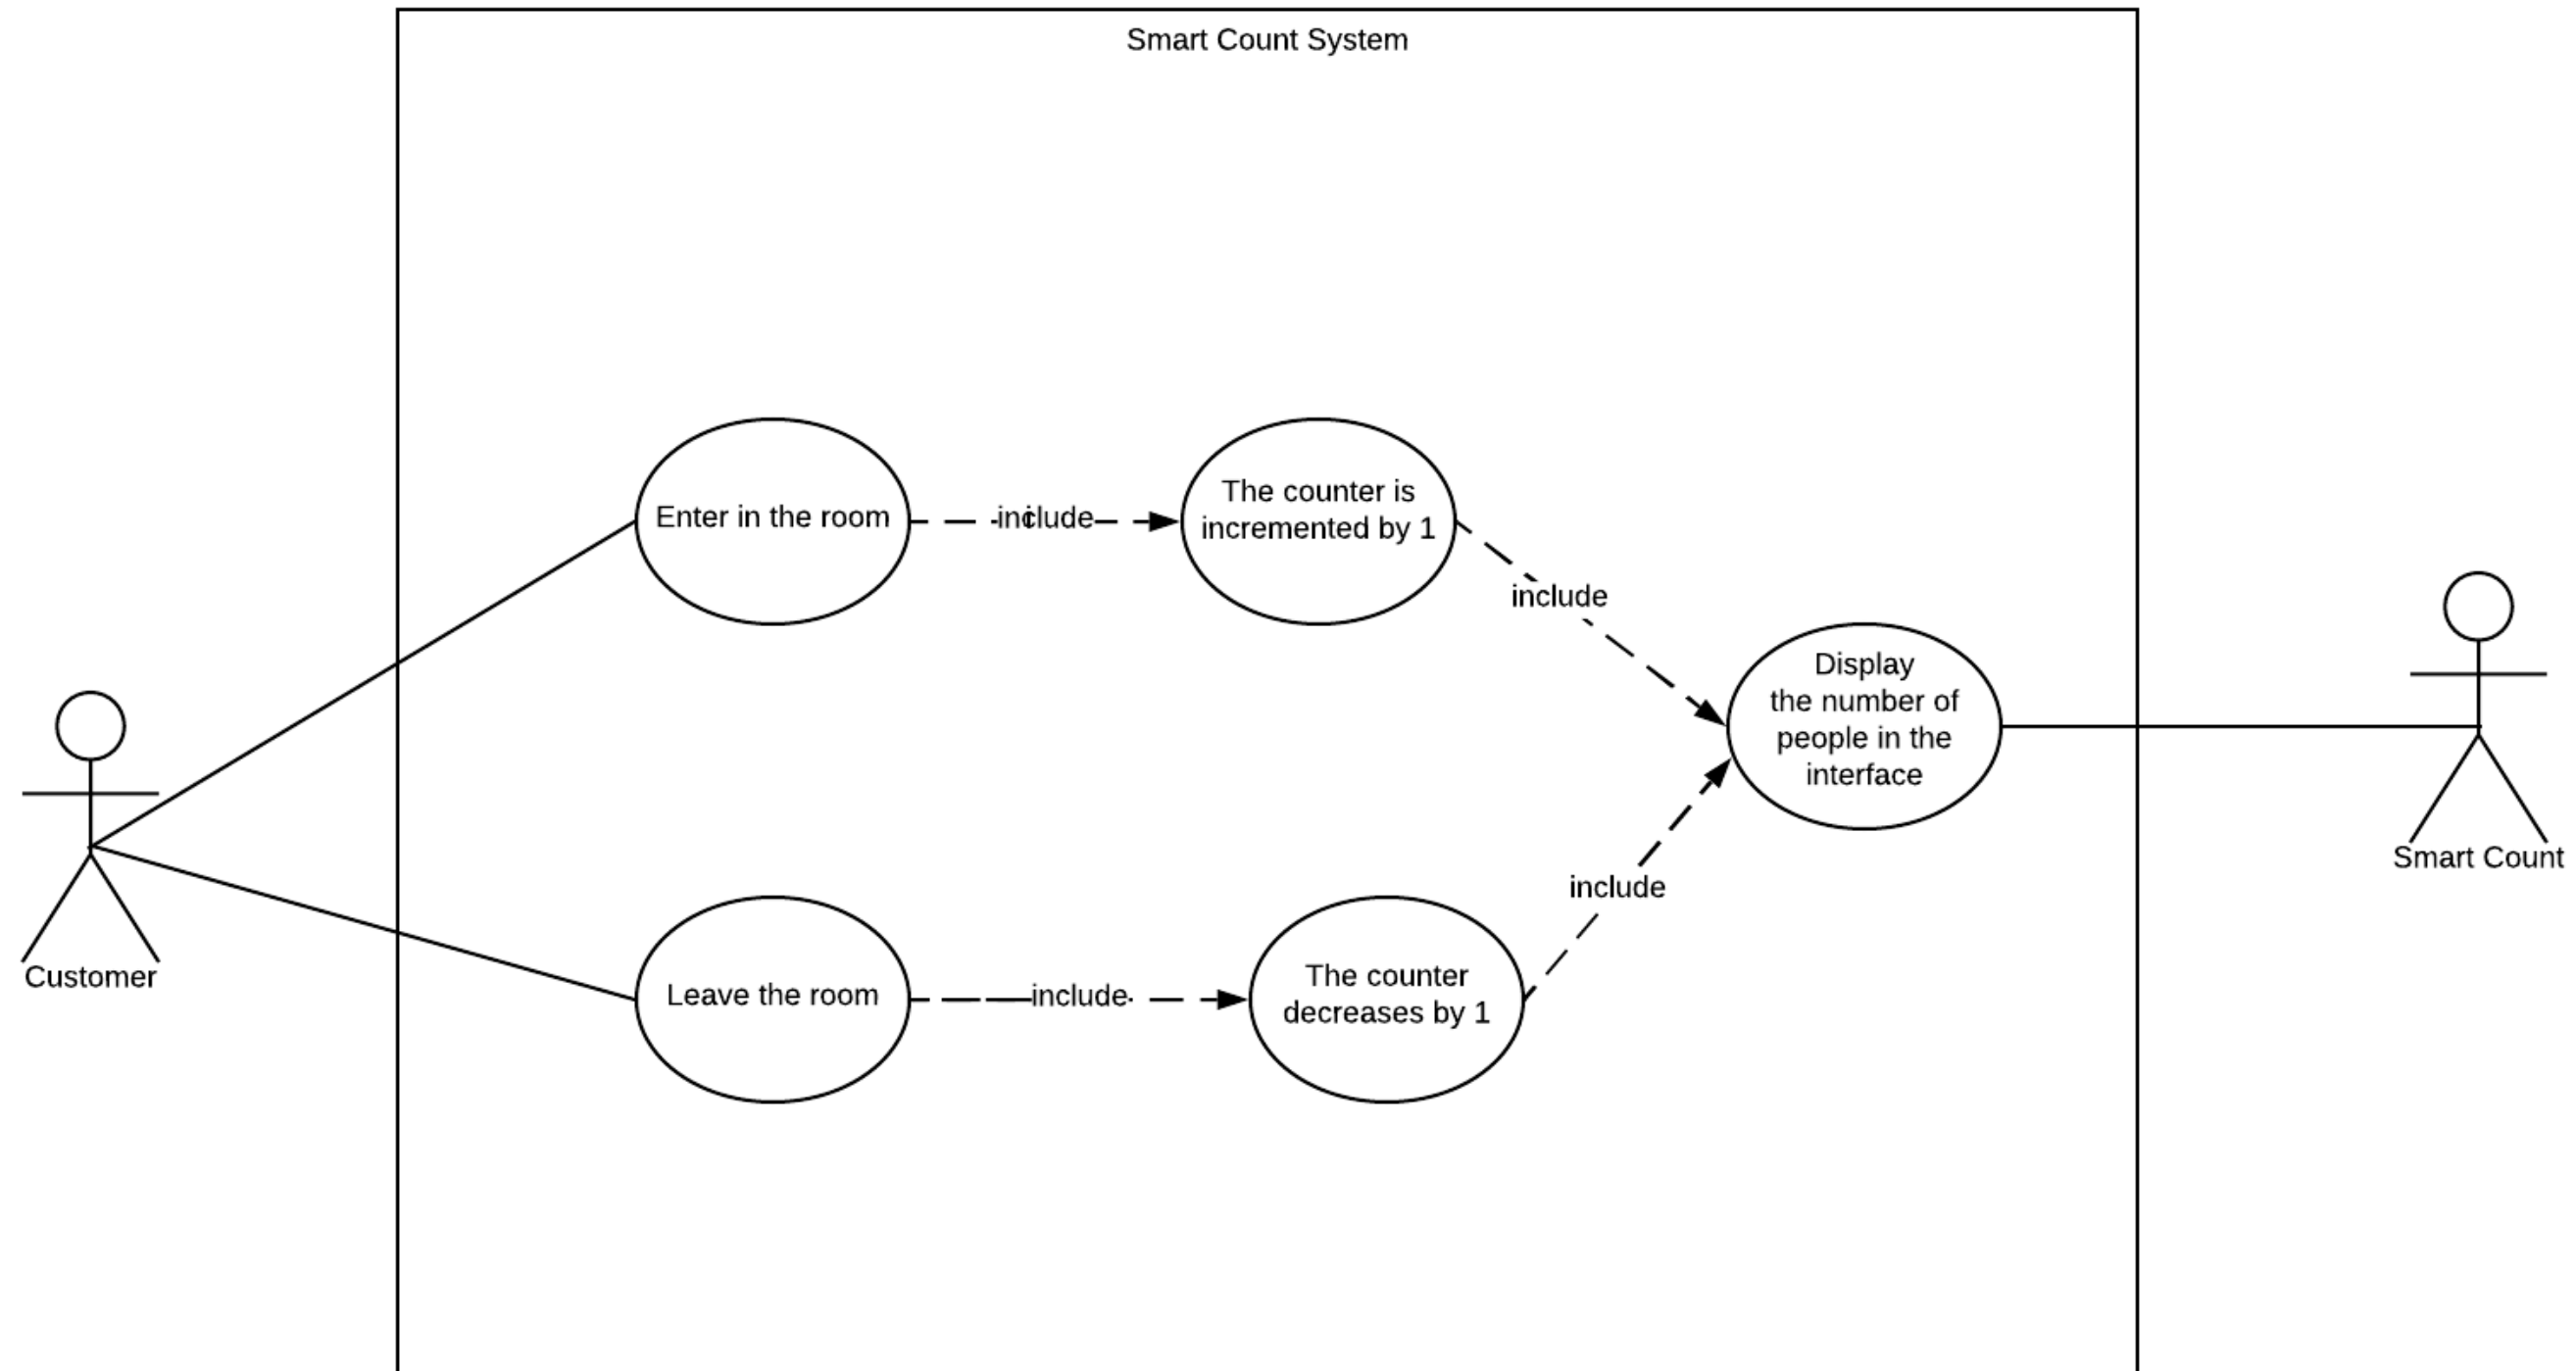 Smart Count System
Enter in the room
include
The counter is
incremented by 1
include
Display
the number of
people in the
interface
Smart Count
Customer
Leave the room
include
The counter
decreases by 1
include